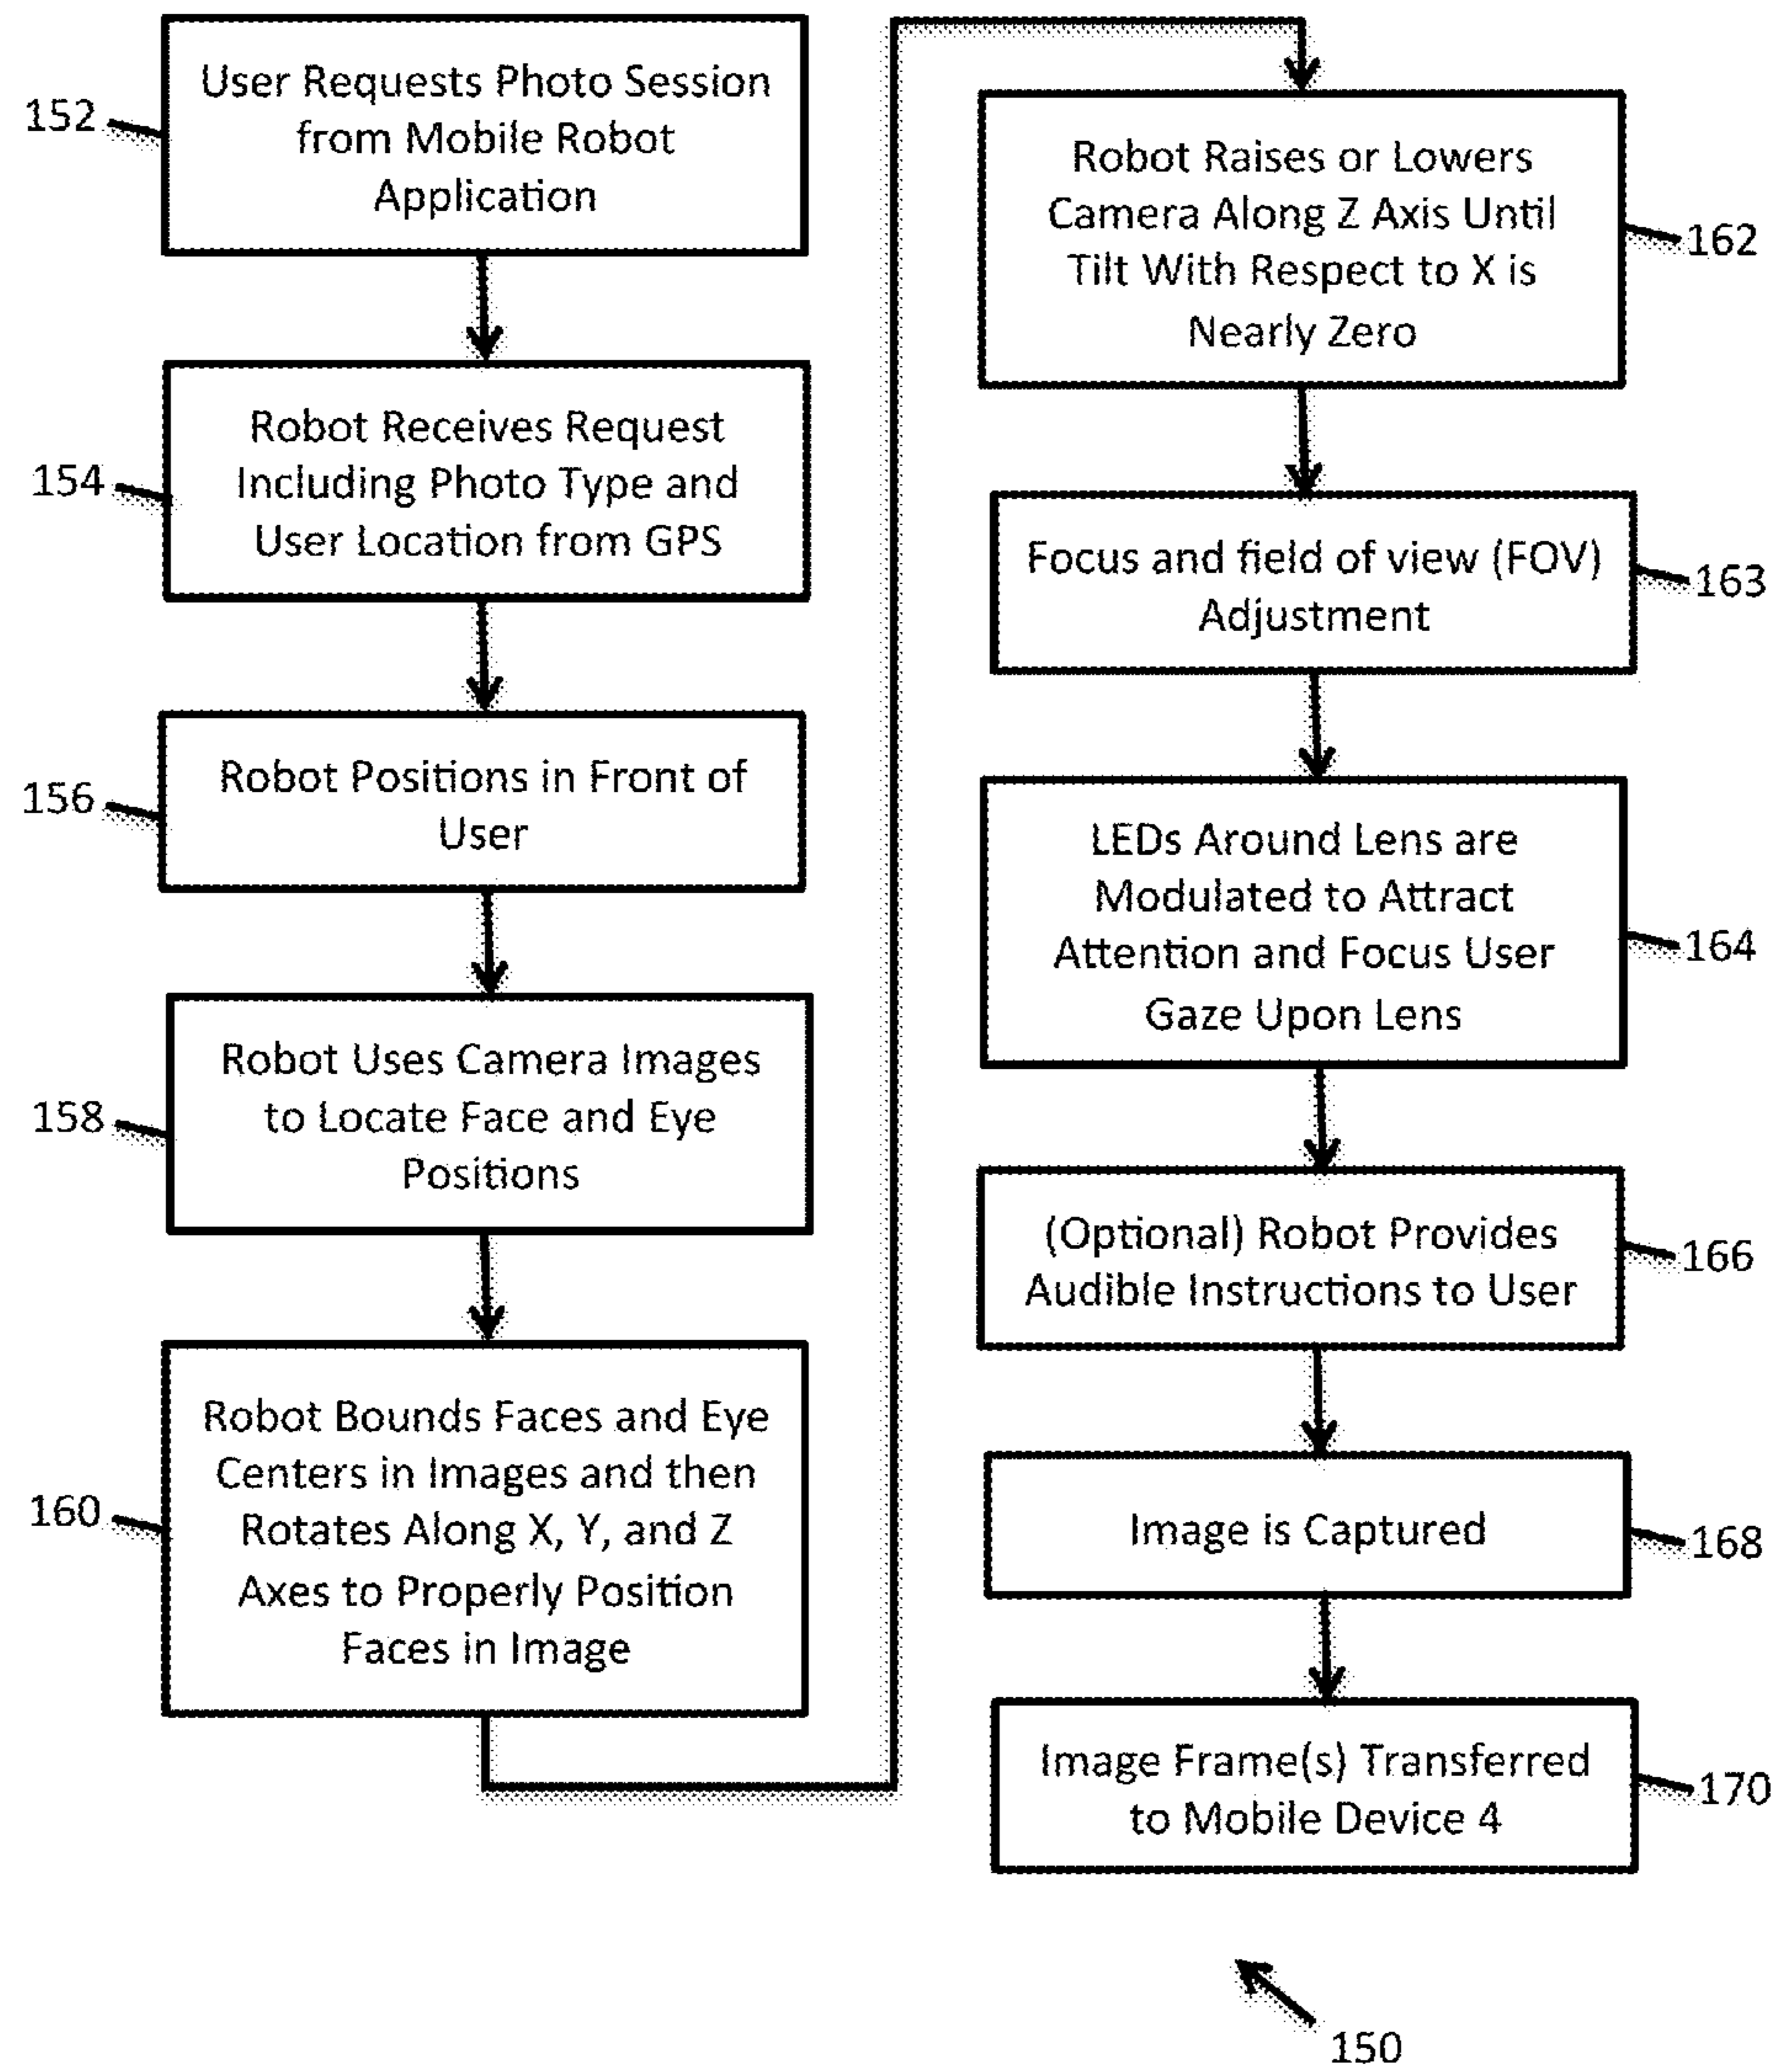 152
User Requests Photo Session
from Mobile Robot
Application
154
Robot Receives Request
Including Photo Type and
User Location from GPS
156
Robot Positions in Front of
User
158
Robot Uses Camera Images
to Locate Face and Eye
Positions
160
Robot Bounds Faces and Eye
Centers in Images and then
Rotates Along X, Y, and Z
Axes to Properly Position
Faces in Image
Robot Raises or Lowers
Camera Along Z Axis Until
Tilt With Respect to X is
Nearly Zero
162
Focus and field of view (FOV)
Adjustment
163
LEDs Around Lens are
Modulated to Attract
Attention and Focus User
Gaze Upon Lens
164
(Optional) Robot Provides
Audible Instructions to User
166
Image is Captured
168
Image Frame(s) Transferred
to Mobile Device 4
170
150